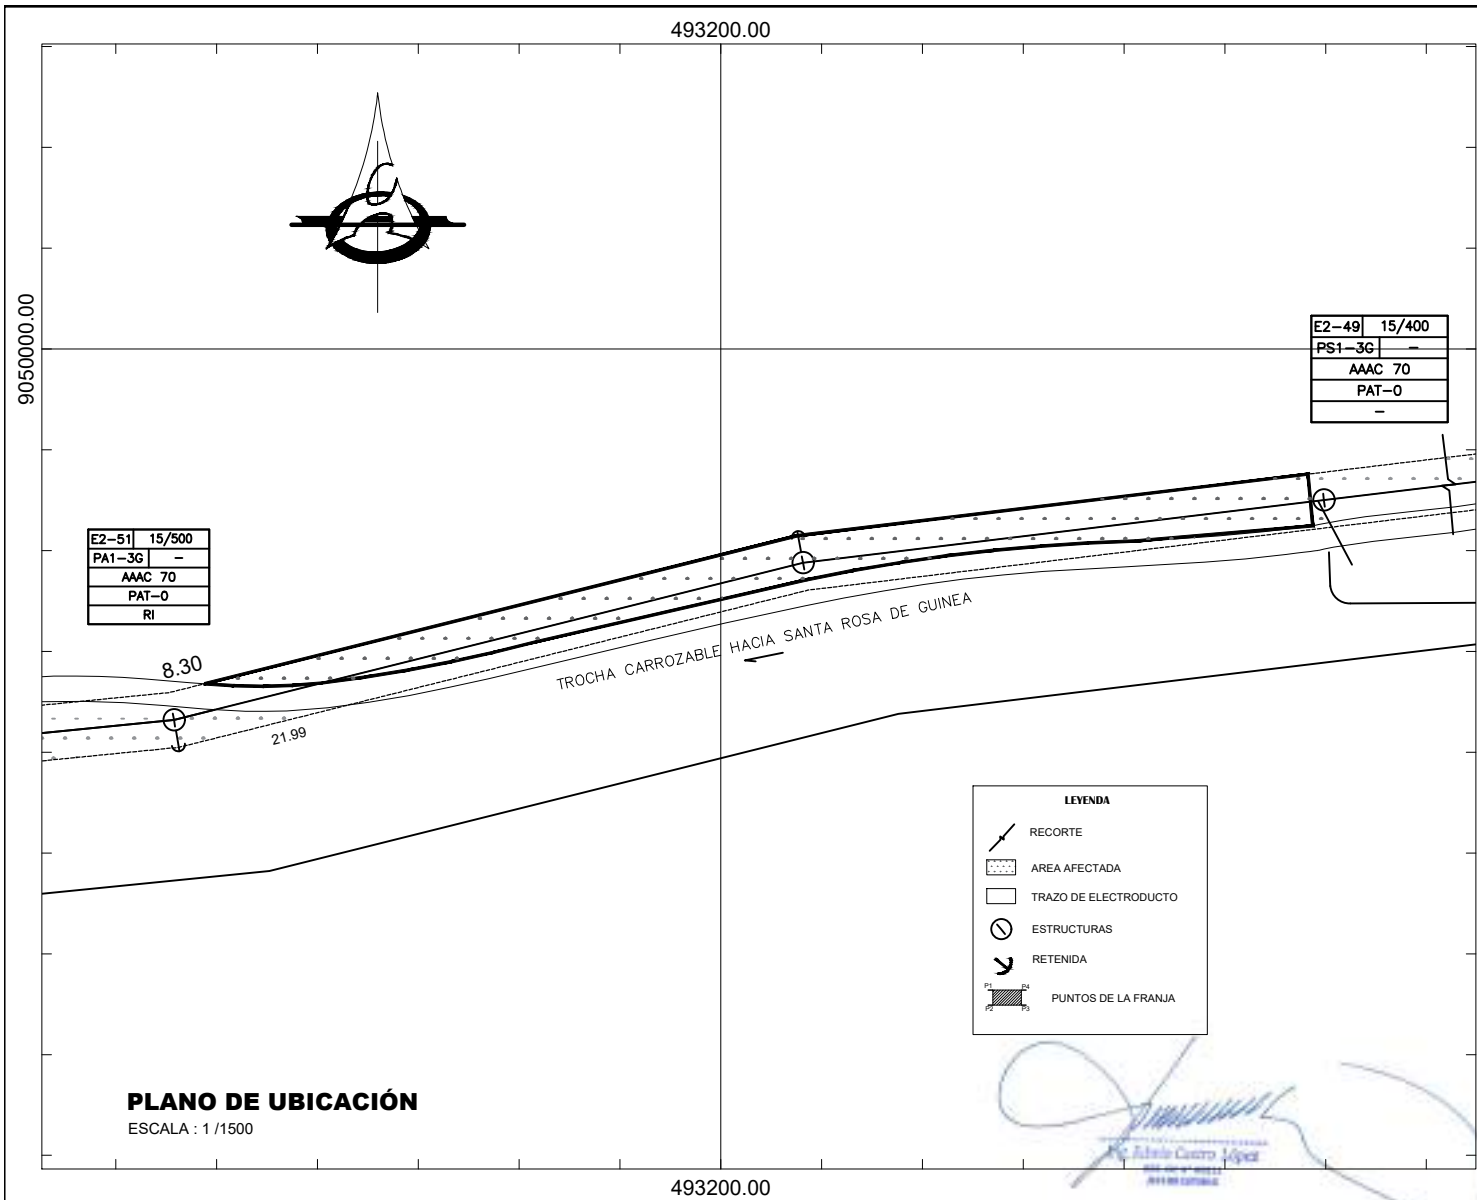 493200.00
9050000.00
E2-49 15/400
PS1-3G -
AAAC 70
PAT-0
-
E2-51 15/500
PA1-3G -
AAAC 70
PAT-0
RI
8.30
21.99
TROCHA CARROZABLE HACIA SANTA ROSA DE GUINEA
LEYENDA
RECORTE
AREA AFECTADA
TRAZO DE ELECTRODUCTO
ESTRUCTURAS
RETENIDA
P1 P4
P2 P3
PUNTOS DE LA FRANJA
PLANO DE UBICACIÓN
ESCALA : 1 /1500
Castro López
493200.00